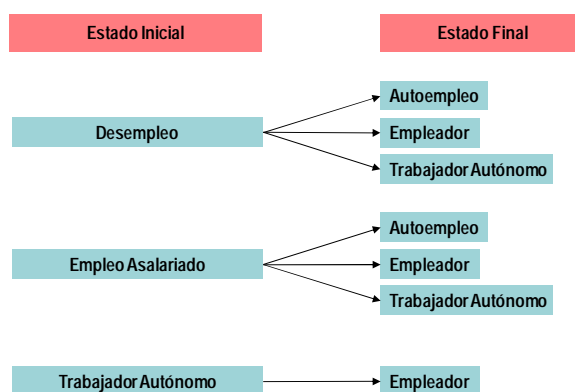 Estado Inicial
Estado Final
Autoempleo
Desempleo
Empleador
Trabajador Autónomo
Autoempleo
Empleo Asalariado
Empleador
Trabajador Autónomo
Trabajador Autónomo
Empleador